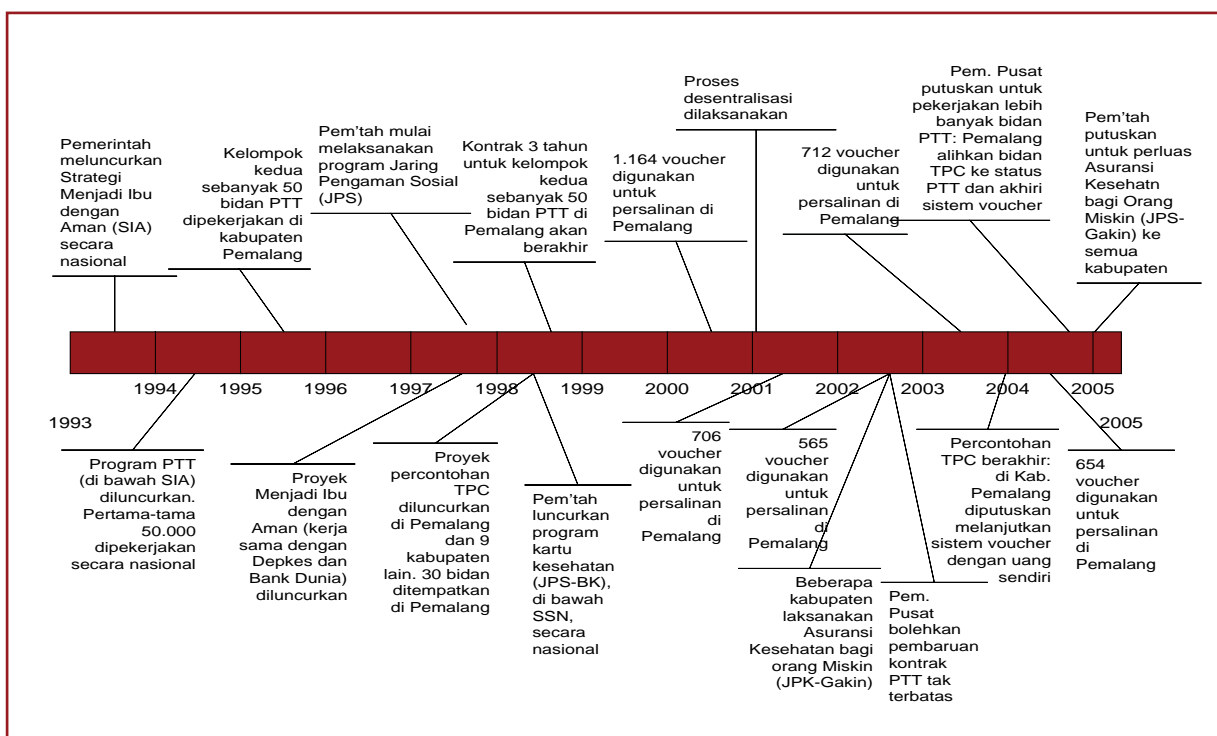 Pemerintah
meluncurkan
Strategi
Menjadi Ibu
dengan
Aman (SIA)
secara
nasional
Kelompok
kedua
sebanyak 50
bidan PTT
dipekerjakan di
kabupaten
Pemalang
Pem'tah mulai
melaksanakan
program Jaring
Pengaman Sosial
(JPS)
Kontrak 3 tahun
untuk kelompok
kedua
sebanyak 50
bidan PTT di
Pemalang akan
berakhir
1.164 voucher
digunakan
untuk
persalinan di
Pemalang
Proses
desentralisasi
dilaksanakan
712 voucher
digunakan
untuk
persalinan di
Pemalang
Pem. Pusat
putuskan untuk
pekerjakan lebih
banyak bidan
PTT: Pemalang
alihkan bidan
TPC ke status
PTT dan akhiri
sistem voucher
Pem'tah
putuskan
untuk perluas
Asuransi
Kesehatn
bagi Orang
Miskin (JPS-
Gakin) ke
semua
kabupaten
1994
1995
1996
1997
1998
1999
2000
2001
2002
2003
2004
2005
1993
2005
Program PTT
(di bawah SIA)
diluncurkan.
Pertama-tama
50.000
dipekerjakan
secara nasional
Proyek
Menjadi Ibu
dengan
Aman (kerja
sama dengan
Depkes dan
Bank Dunia)
diluncurkan
Proyek
percontohan
TPC
diluncurkan
di Pemalang
dan 9
kabupaten
lain. 30 bidan
ditempatkan
di Pemalang
Pem'tah
luncurkan
program
kartu
kesehatan
(JPS-BK),
di bawah
SSN,
secara
nasional
706
voucher
digunakan
untuk
persalinan
di
Pemalang
565
voucher
digunakan
untuk
persalinan
di
Pemalang
Beberapa
kabupaten
laksanakan
Asuransi
Kesehatan bagi
orang Miskin
(JPK-Gakin)
Pem.
Pusat
bolehkan
pembaruan
kontrak
PTT tak
terbatas
Percontohan
TPC berakhir:
di Kab.
Pemalang
diputuskan
melanjutkan
sistem voucher
dengan uang
sendiri
654
voucher
digunakan
untuk
persalinan
di
Pemalang